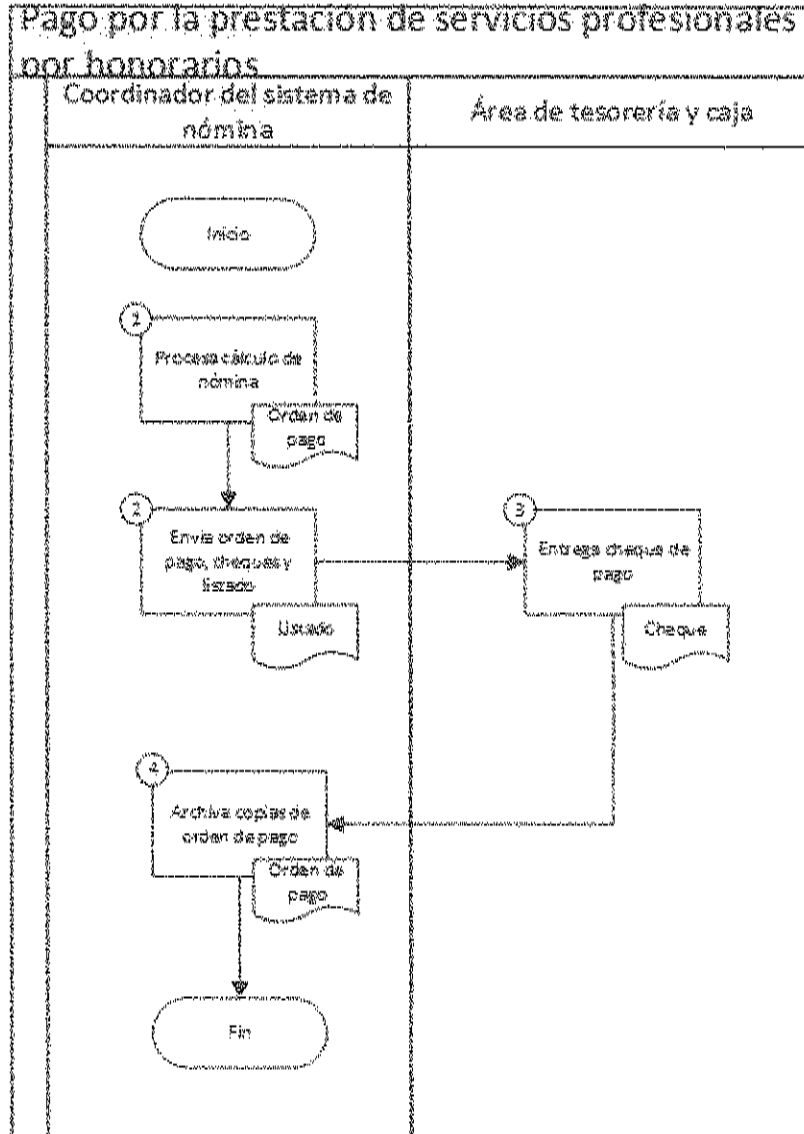 Pago por la prestación de servicios profesionales
por honorarios
Coordinador del sistema de
nómina
Área de tesorería y caja
Inicio
2
Procesa cálculo de
nómina
Orden de
pago
2
Envía orden de
pago, cheques y
listado
Listado
3
Entrega cheque de
pago
Cheque
4
Archiva copias de
orden de pago
Orden de
pago
Fin